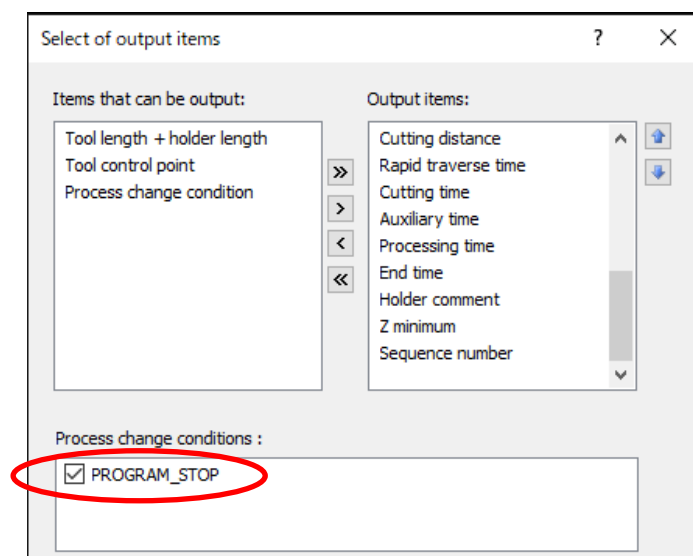 Select of output items ?
Items that can be output:
Tool length + holder length
Tool control point
Process change condition
Output items:
Cutting distance
Rapid traverse time
Cutting time
Auxiliary time
Processing time
End time
Holder comment
Z minimum
Sequence number
Process change conditions :
PROGRAM_STOP